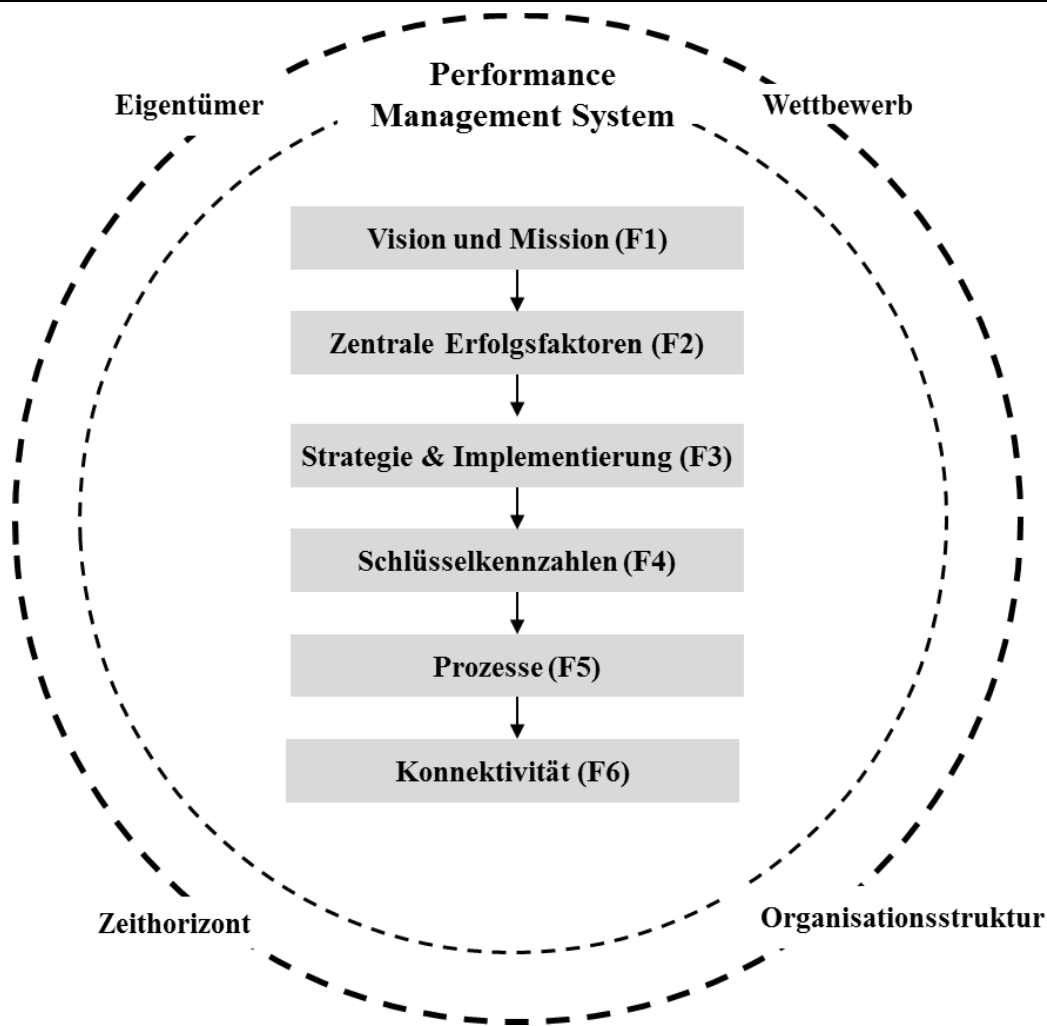 Performance
Management System
Eigentümer
Wettbewerb
Vision und Mission (F1)
Zentrale Erfolgsfaktoren (F2)
Strategie & Implementierung (F3)
Schlüsselkennzahlen (F4)
Prozesse (F5)
Konnektivität (F6)
Zeithorizont
Organisationsstruktur